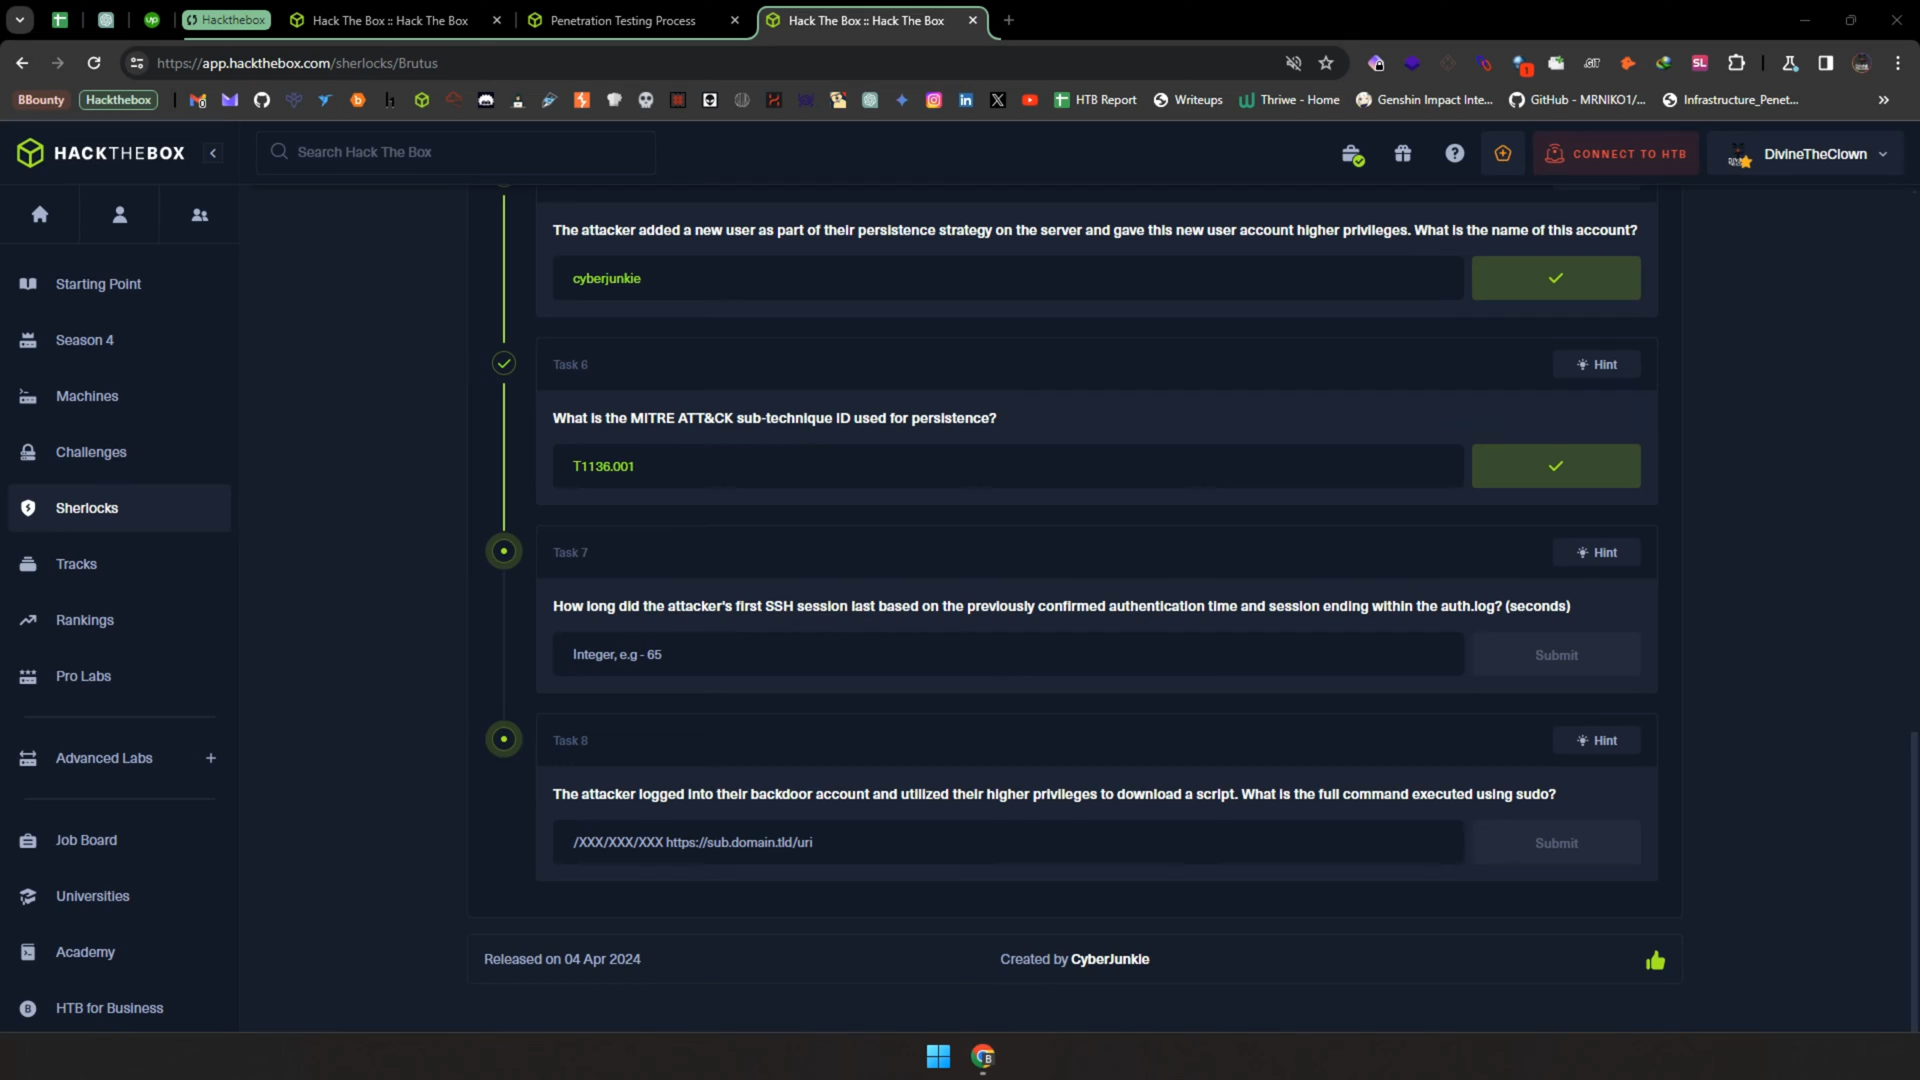 Hackthebox
Hack The Box :: Hack The Box
Penetration Testing Process
Hack The Box :: Hack The Box
https://app.hackthebox.com/sherlocks/Brutus
1
SL
BBounty
Hackthebox
HTB Report
Writeups
Thriwe - Home
Genshin Impact Inte...
GitHub - MRNIKO1/...
Infrastructure_Penet...
HACKTHEBOX
Search Hack The Box
CONNECT TO HTB
DivineTheClown
Starting Point
Season 4
Machines
Challenges
Sherlocks
Tracks
Rankings
Pro Labs
Advanced Labs
Job Board
Universities
Academy
HTB for Business
The attacker added a new user as part of their persistence strategy on the server and gave this new user account higher privileges. What is the name of this account?
cyberjunkie
Task 6
Hint
What is the MITRE ATT&CK sub-technique ID used for persistence?
T1136.001
Task 7
Hint
How long did the attacker's first SSH session last based on the previously confirmed authentication time and session ending within the auth.log? (seconds)
Integer, e.g - 65
Submit
Task 8
Hint
The attacker logged into their backdoor account and utilized their higher privileges to download a script. What is the full command executed using sudo?
/XXX/XXX/XXX https://sub.domain.tld/uri
Submit
Released on 04 Apr 2024
Created by CyberJunkie